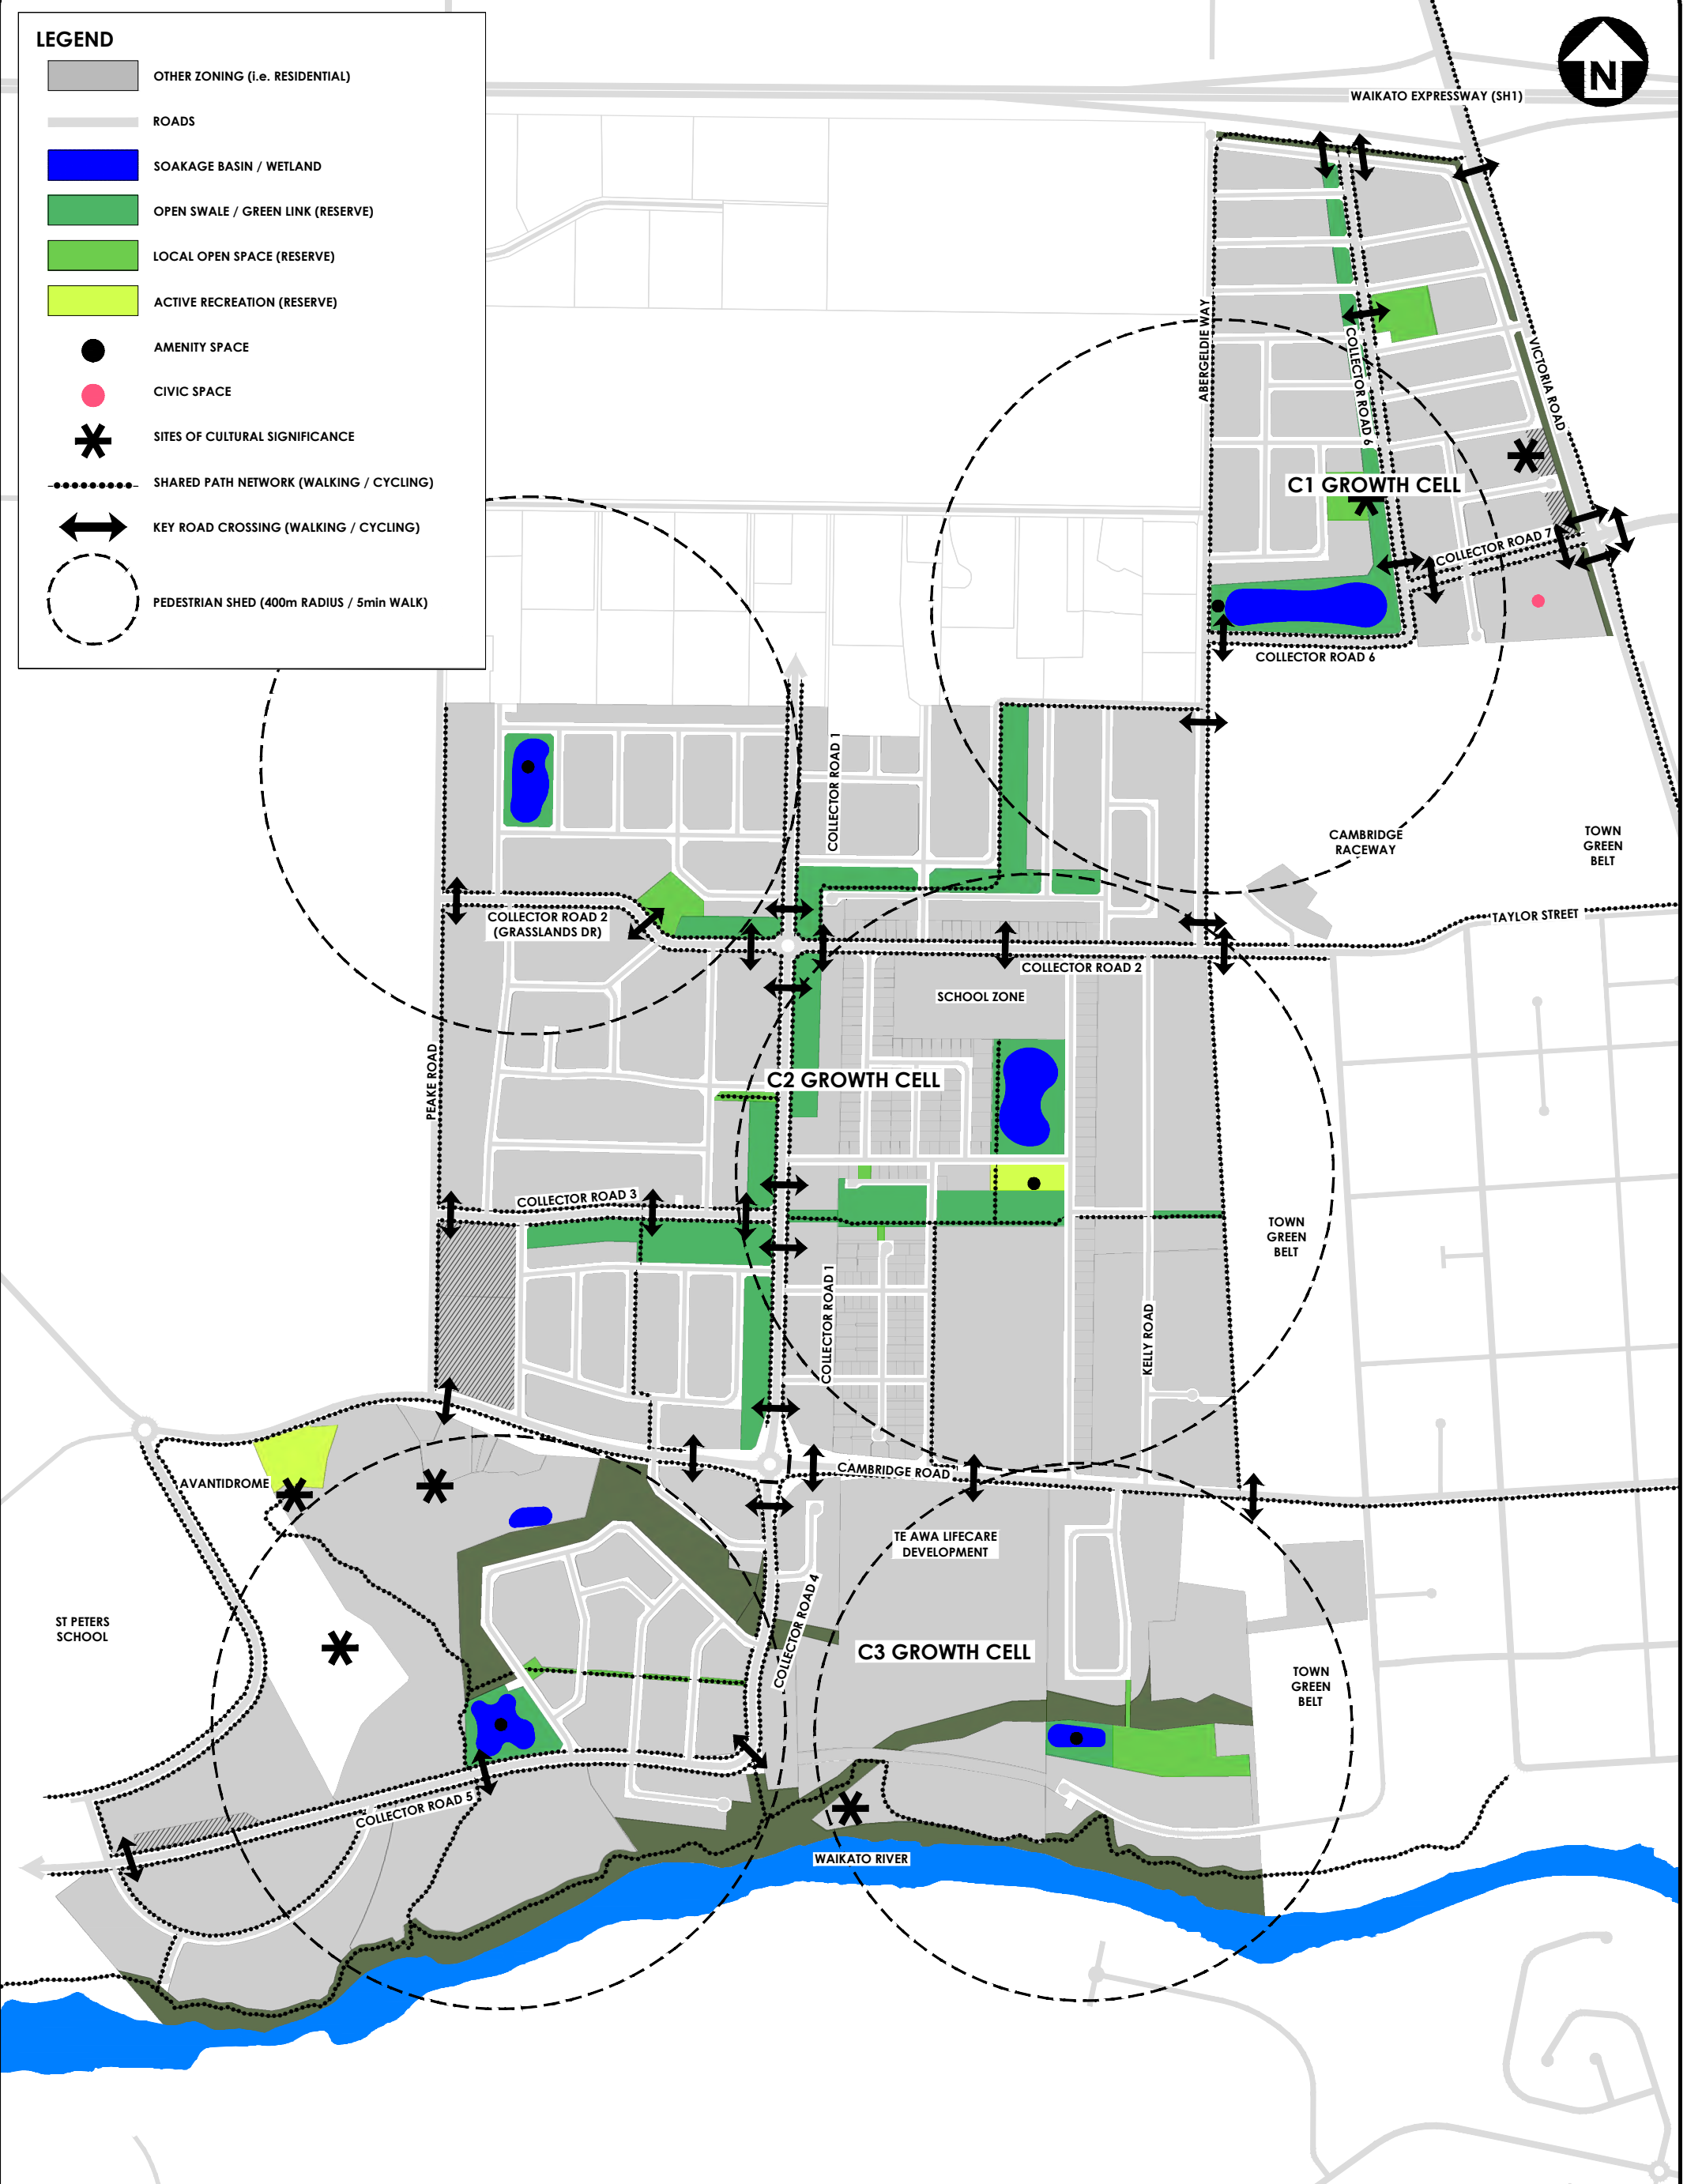 LEGEND
OTHER ZONING (i.e. RESIDENTIAL)
ROADS
SOAKAGE BASIN / WETLAND
OPEN SWALE / GREEN LINK (RESERVE)
LOCAL OPEN SPACE (RESERVE)
ACTIVE RECREATION (RESERVE)
AMENITY SPACE
CIVIC SPACE
SITES OF CULTURAL SIGNIFICANCE
SHARED PATH NETWORK (WALKING / CYCLING)
KEY ROAD CROSSING (WALKING / CYCLING)
PEDESTRIAN SHED (400m RADIUS / 5min WALK)
N
WAIKATO EXPRESSWAY (SH1)
ABERGELDIE WAY
COLLECTOR ROAD 6
VICTORIA ROAD
C1 GROWTH CELL
COLLECTOR ROAD 7
COLLECTOR ROAD 6
COLLECTOR ROAD 1
CAMBRIDGE
RACEWAY
TOWN
GREEN
BELT
COLLECTOR ROAD 2
(GRASSLANDS DR)
TAYLOR STREET
COLLECTOR ROAD 2
SCHOOL ZONE
PEAKE ROAD
C2 GROWTH CELL
COLLECTOR ROAD 3
TOWN
GREEN
BELT
COLLECTOR ROAD 1
KELLY ROAD
CAMBRIDGE ROAD
AVANTIDROME
TE AWA LIFECARE
DEVELOPMENT
ST PETERS
SCHOOL
COLLECTOR ROAD 4
C3 GROWTH CELL
TOWN
GREEN
BELT
COLLECTOR ROAD 5
WAIKATO RIVER